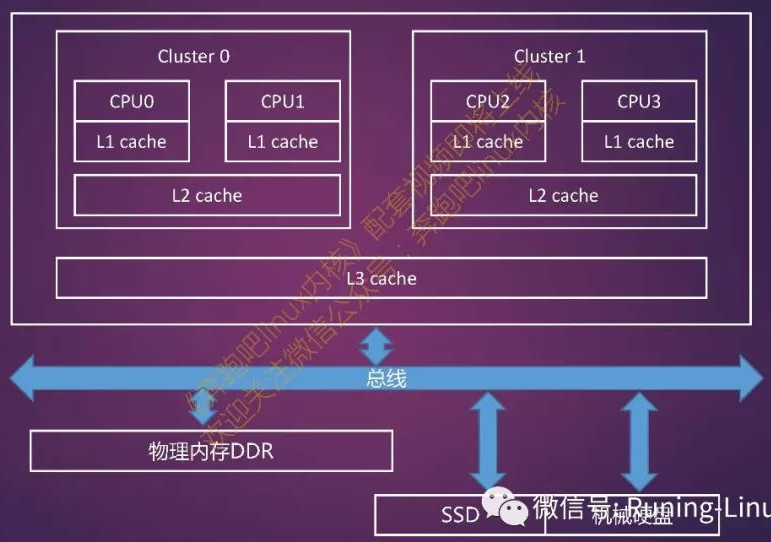 Cluster 0
Cluster 1
CPU0
CPU1
CPU2
CPU3
L1 cache
L1 cache
L1 cache
L1 cache
L2 cache
L2 cache
L3 cache
《奔跑吧linux内核》配套视频即将上线,
欢迎关注微信公众号：奔跑吧linux内核
总线
物理内存DDR
SSD
机械硬盘
微信号: Runing-Linu